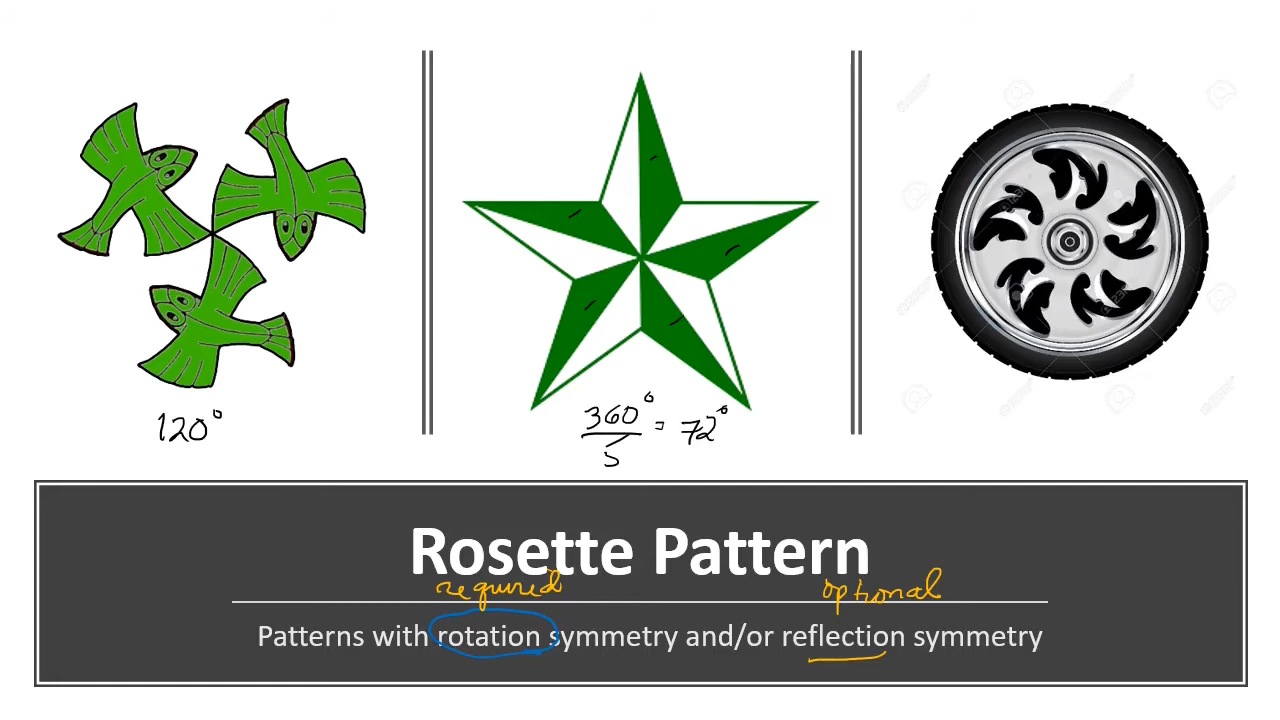 120°
360° / 5 = 72°
Rosette Pattern
required optional
Patterns with rotation symmetry and/or reflection symmetry